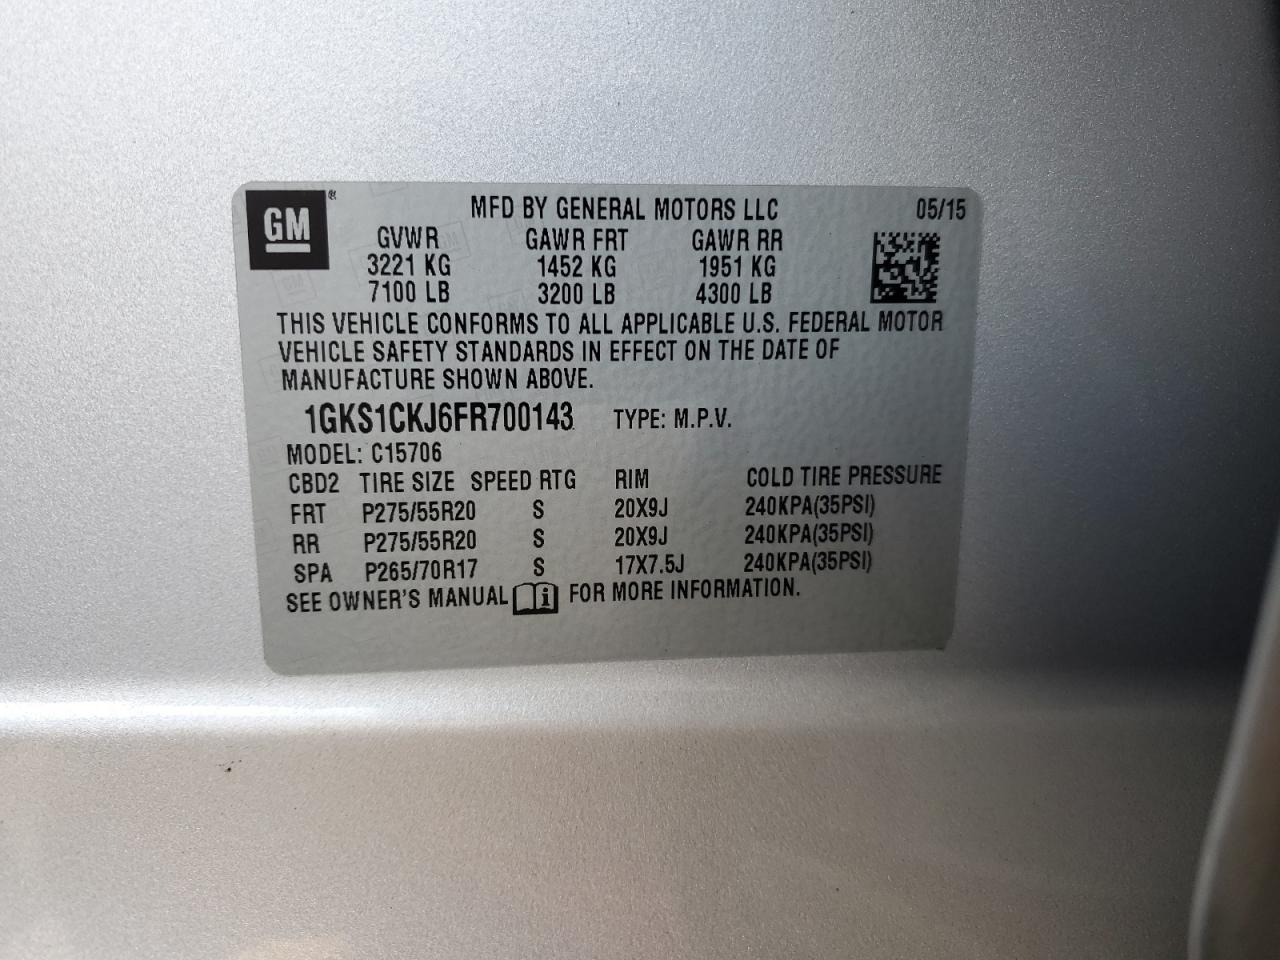 GM ®
MFD BY GENERAL MOTORS LLC 05/15
GVWR GAWR FRT GAWR RR
3221 KG 1452 KG 1951 KG
7100 LB 3200 LB 4300 LB
THIS VEHICLE CONFORMS TO ALL APPLICABLE U.S. FEDERAL MOTOR
VEHICLE SAFETY STANDARDS IN EFFECT ON THE DATE OF
MANUFACTURE SHOWN ABOVE.
1GKS1CKJ6FR700143 TYPE: M.P.V.
MODEL: C15706
CBD2 TIRE SIZE SPEED RTG RIM COLD TIRE PRESSURE
FRT P275/55R20 S 20X9J 240KPA(35PSI)
RR P275/55R20 S 20X9J 240KPA(35PSI)
SPA P265/70R17 S 17X7.5J 240KPA(35PSI)
SEE OWNER'S MANUAL i FOR MORE INFORMATION.